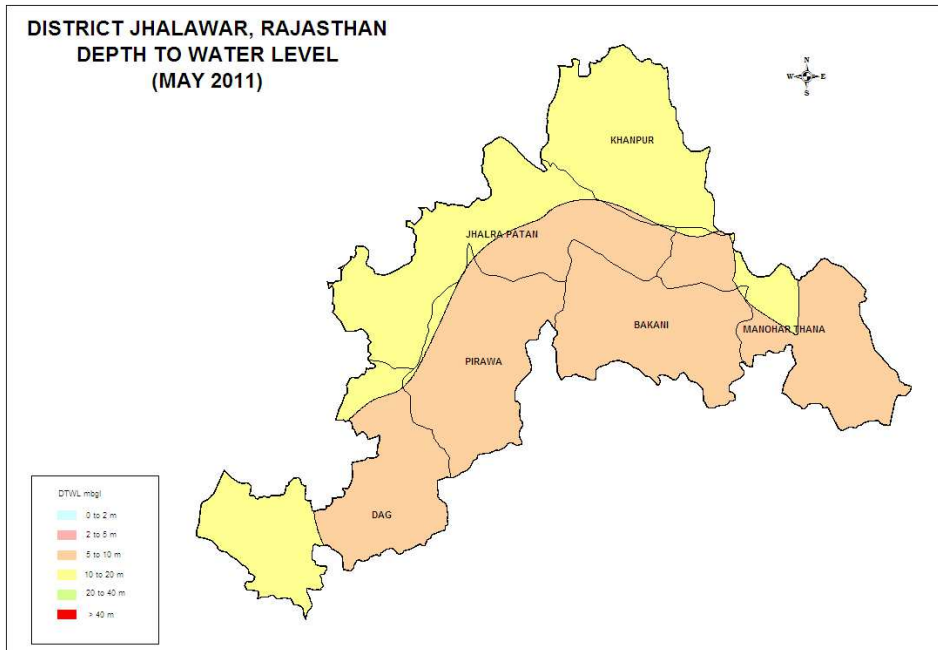 DISTRICT JHALAWAR, RAJASTHAN
DEPTH TO WATER LEVEL
(MAY 2011)
N
W E
S
KHANPUR
JHALRA PATAN
BAKANI
MANOHAR THANA
PIRAWA
DAG
DTWL mbgl
0 to 2 m
2 to 5 m
5 to 10 m
10 to 20 m
20 to 40 m
> 40 m